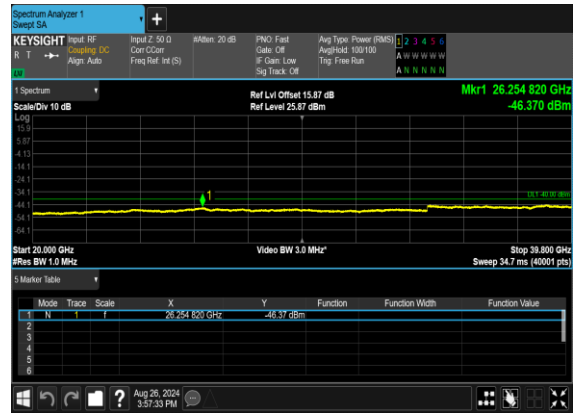 Spectrum Analyzer 1
Swept SA
+
KEYSIGHT Input: RF Input Z: 50 Ω #Atten: 20 dB PNO: Fast Avg Type: Power (RMS) 1 2 3 4 5 6
R T Coupling: DC Corr CCorr Gate: Off Avg|Hold: 100/100 A W W W W W
Align: Auto Freq Ref: Int (S) IF Gain: Low Trig: Free Run
Sig Track: Off A N N N N N
1 Spectrum Ref Lvl Offset 15.87 dB Mkr1 26.254 820 GHz
Scale/Div 10 dB Ref Level 25.87 dBm -46.370 dBm
Log
15.9
5.87
-4.13
-14.1
-24.1
-34.1
DL1 -40.00 dBm
1
-44.1
-54.1
-64.1
Start 20.000 GHz Video BW 3.0 MHz* Stop 39.800 GHz
#Res BW 1.0 MHz Sweep 34.7 ms (40001 pts)
5 Marker Table
Mode Trace Scale X Y Function Function Width Function Value
1 N 1 f 26.254 820 GHz -46.37 dBm
2
3
4
5
6
? Aug 26, 2024
3:57:33 PM